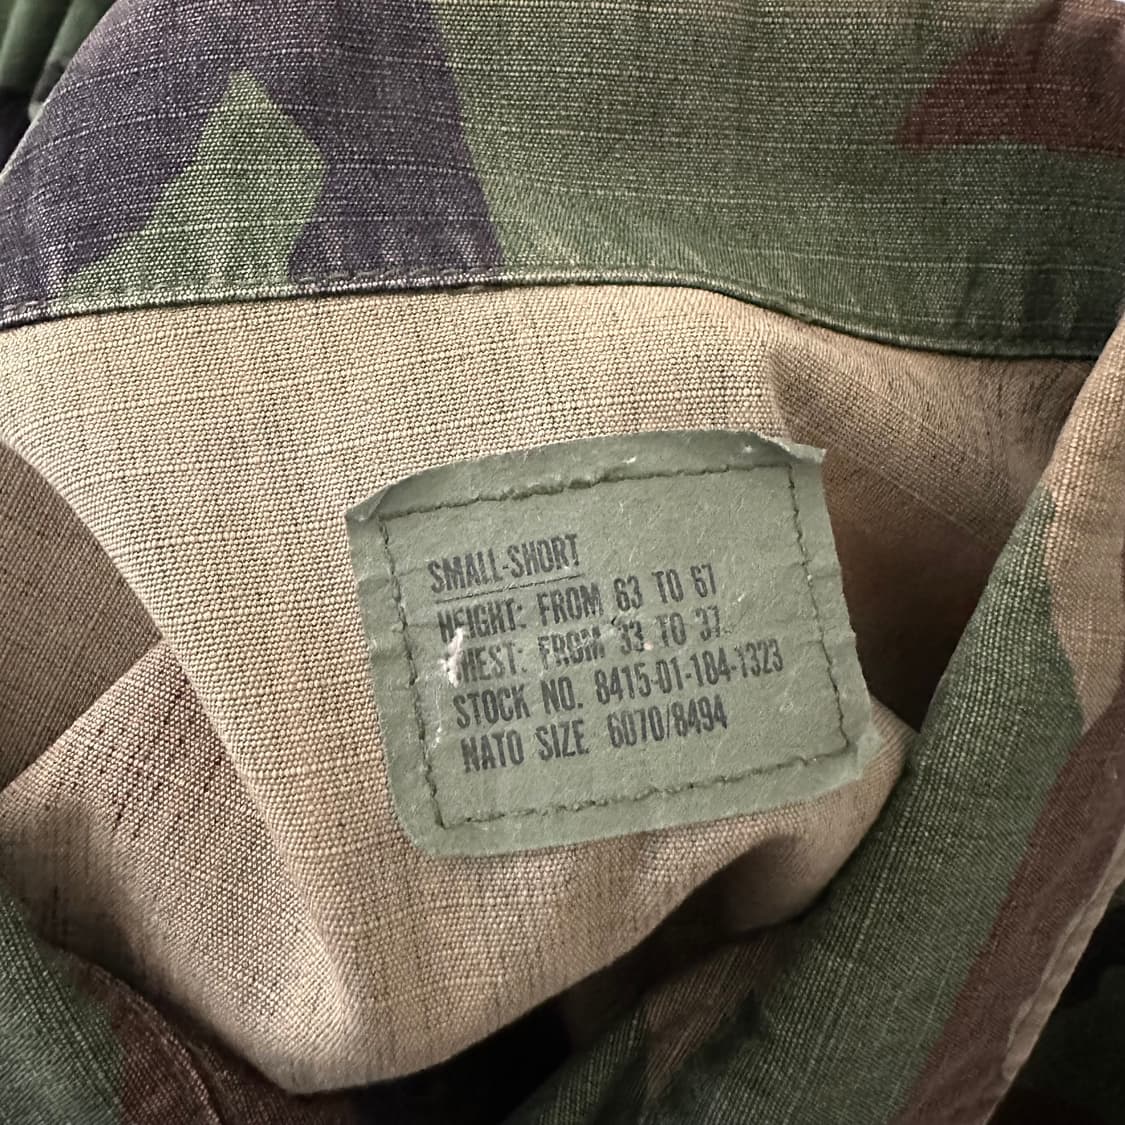 SMALL-SHORT
HEIGHT: FROM 63 TO 67
CHEST: FROM 33 TO 37
STOCK NO. 8415-01-184-1323
NATO SIZE 6070/8494